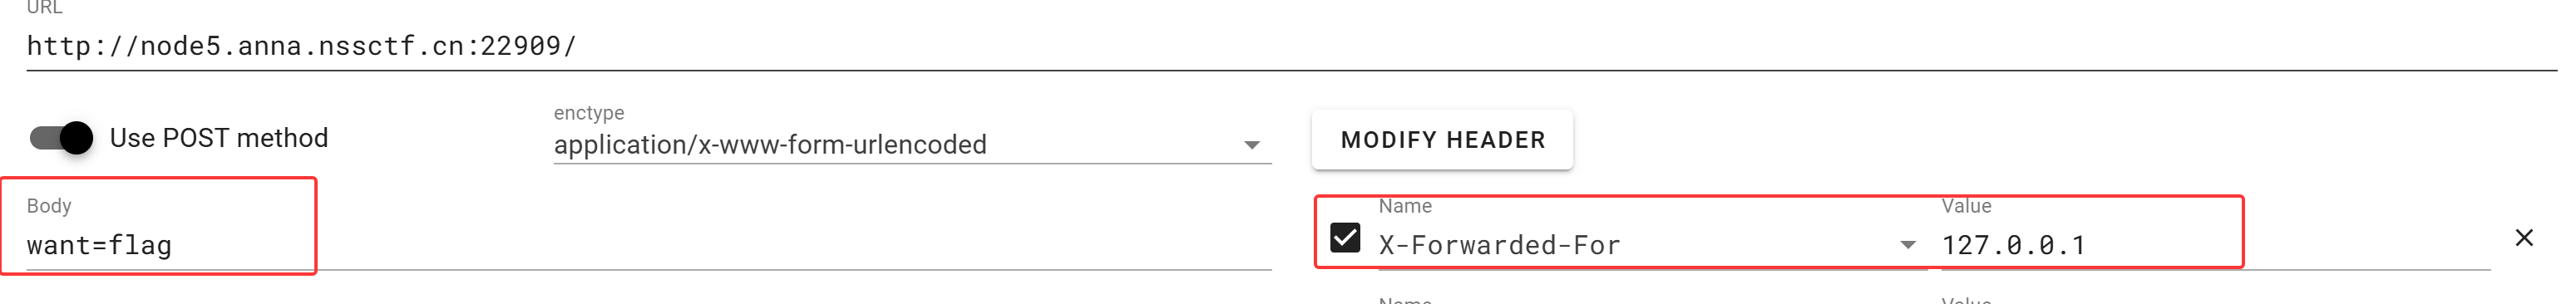 URL
http://node5.anna.nssctf.cn:22909/
Use POST method
enctype
application/x-www-form-urlencoded
MODIFY HEADER
Body
want=flag
Name
X-Forwarded-For
Value
127.0.0.1
Name
Value